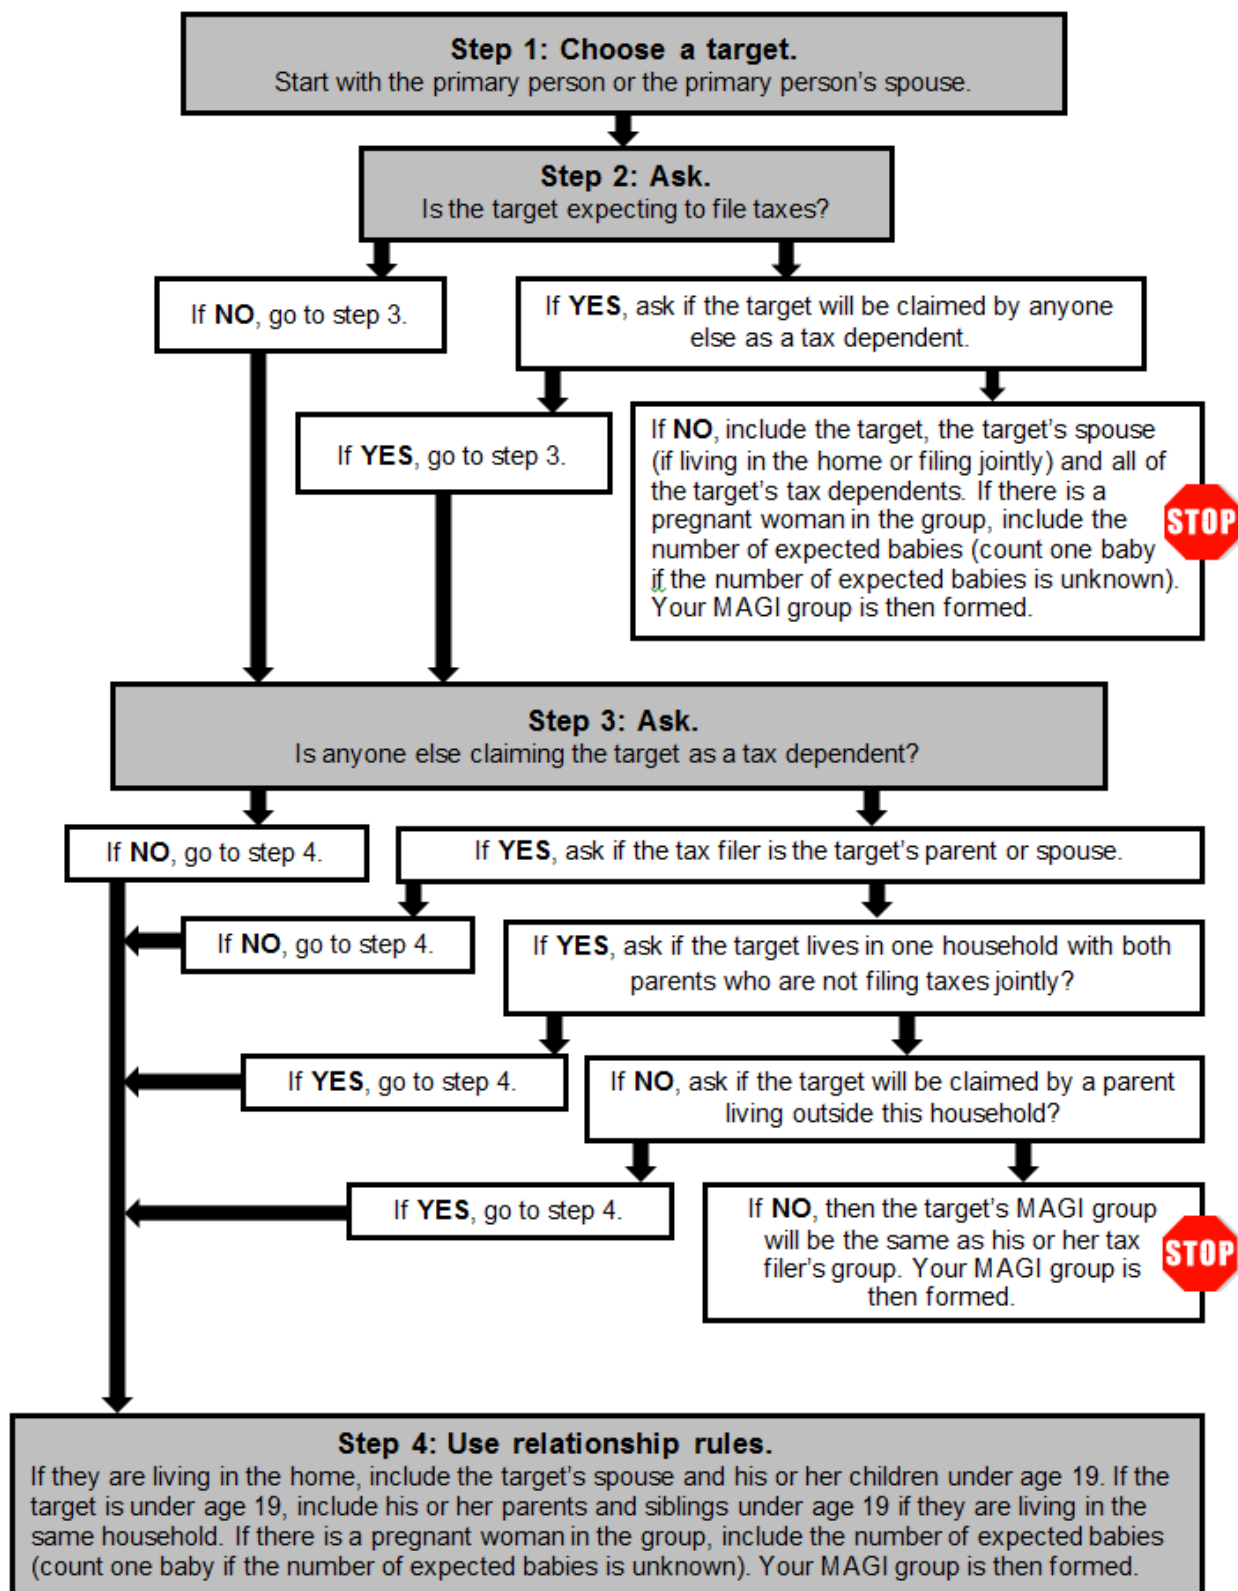 Step 1: Choose a target.
Start with the primary person or the primary person's spouse.
Step 2: Ask.
Is the target expecting to file taxes?
If NO, go to step 3.
If YES, ask if the target will be claimed by anyone
else as a tax dependent.
If YES, go to step 3.
If NO, include the target, the target's spouse
(if living in the home or filing jointly) and all of
the target's tax dependents. If there is a
pregnant woman in the group, include the
number of expected babies (count one baby
if the number of expected babies is unknown).
Your MAGI group is then formed.
STOP
Step 3: Ask.
Is anyone else claiming the target as a tax dependent?
If NO, go to step 4.
If YES, ask if the tax filer is the target's parent or spouse.
If NO, go to step 4.
If YES, ask if the target lives in one household with both
parents who are not filing taxes jointly?
If YES, go to step 4.
If NO, ask if the target will be claimed by a parent
living outside this household?
If YES, go to step 4.
If NO, then the target's MAGI group
will be the same as his or her tax
filer's group. Your MAGI group is
then formed.
STOP
Step 4: Use relationship rules.
If they are living in the home, include the target's spouse and his or her children under age 19. If the
target is under age 19, include his or her parents and siblings under age 19 if they are living in the
same household. If there is a pregnant woman in the group, include the number of expected babies
(count one baby if the number of expected babies is unknown). Your MAGI group is then formed.